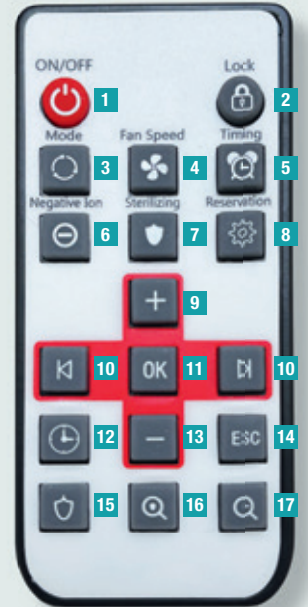 ON/OFF Lock
1 2
Mode Fan Speed Timing
3 4 5
Negative Ion Sterilizing Reservation
6 7 8
+ 9
10 OK 11 10
12 − 13 ESC 14
15 16 17